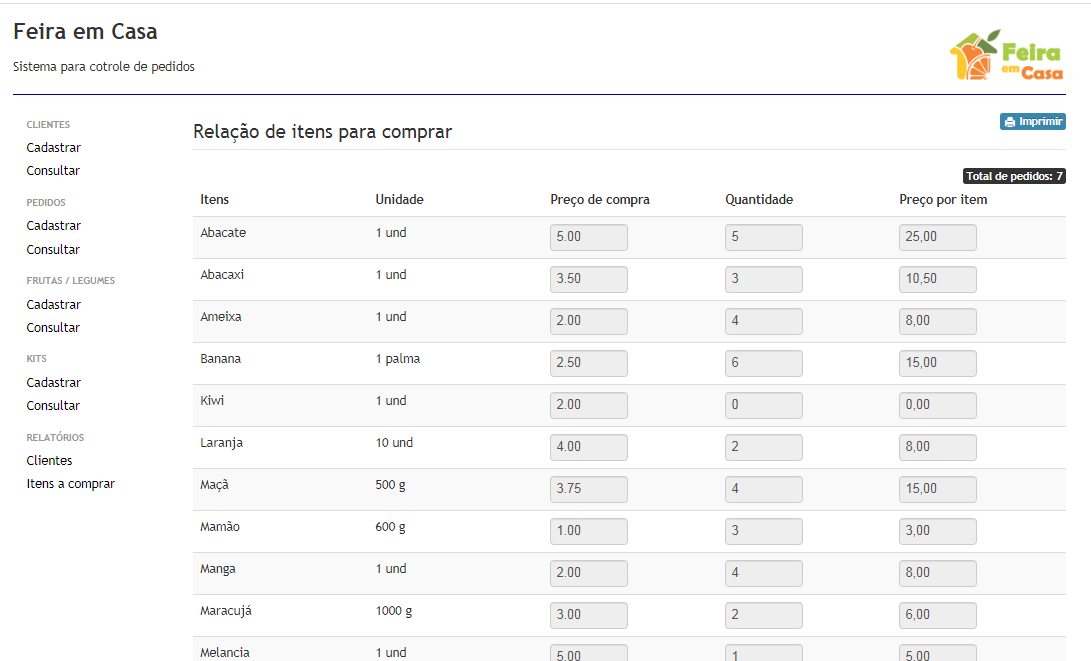 Feira em Casa
Sistema para cotrole de pedidos
Feira
em Casa
CLIENTES
Cadastrar
Consultar
PEDIDOS
Cadastrar
Consultar
FRUTAS / LEGUMES
Cadastrar
Consultar
KITS
Cadastrar
Consultar
RELATÓRIOS
Clientes
Itens a comprar
Relação de itens para comprar
Imprimir
Total de pedidos: 7
Itens Unidade Preço de compra Quantidade Preço por item
Abacate 1 und 5.00 5 25,00
Abacaxi 1 und 3.50 3 10,50
Ameixa 1 und 2.00 4 8,00
Banana 1 palma 2.50 6 15,00
Kiwi 1 und 2.00 0 0,00
Laranja 10 und 4.00 2 8,00
Maçã 500 g 3.75 4 15,00
Mamão 600 g 1.00 3 3,00
Manga 1 und 2.00 4 8,00
Maracujá 1000 g 3.00 2 6,00
Melancia 1 und 5.00 1 5,00